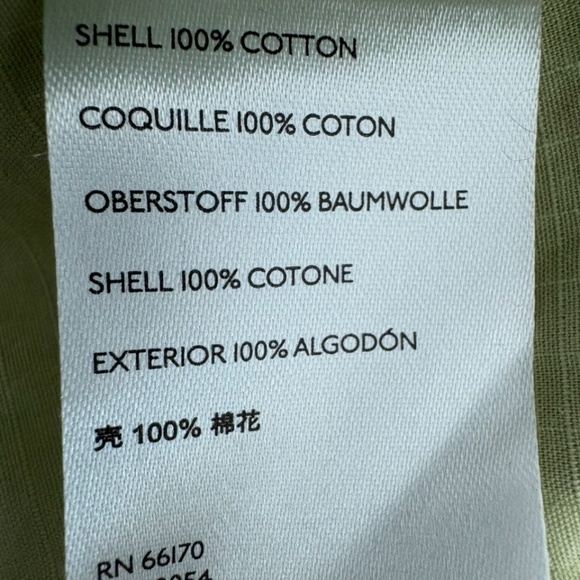 SHELL 100% COTTON
COQUILLE 100% COTON
OBERSTOFF 100% BAUMWOLLE
SHELL 100% COTONE
EXTERIOR 100% ALGODÓN
壳 100% 棉花
RN 66170